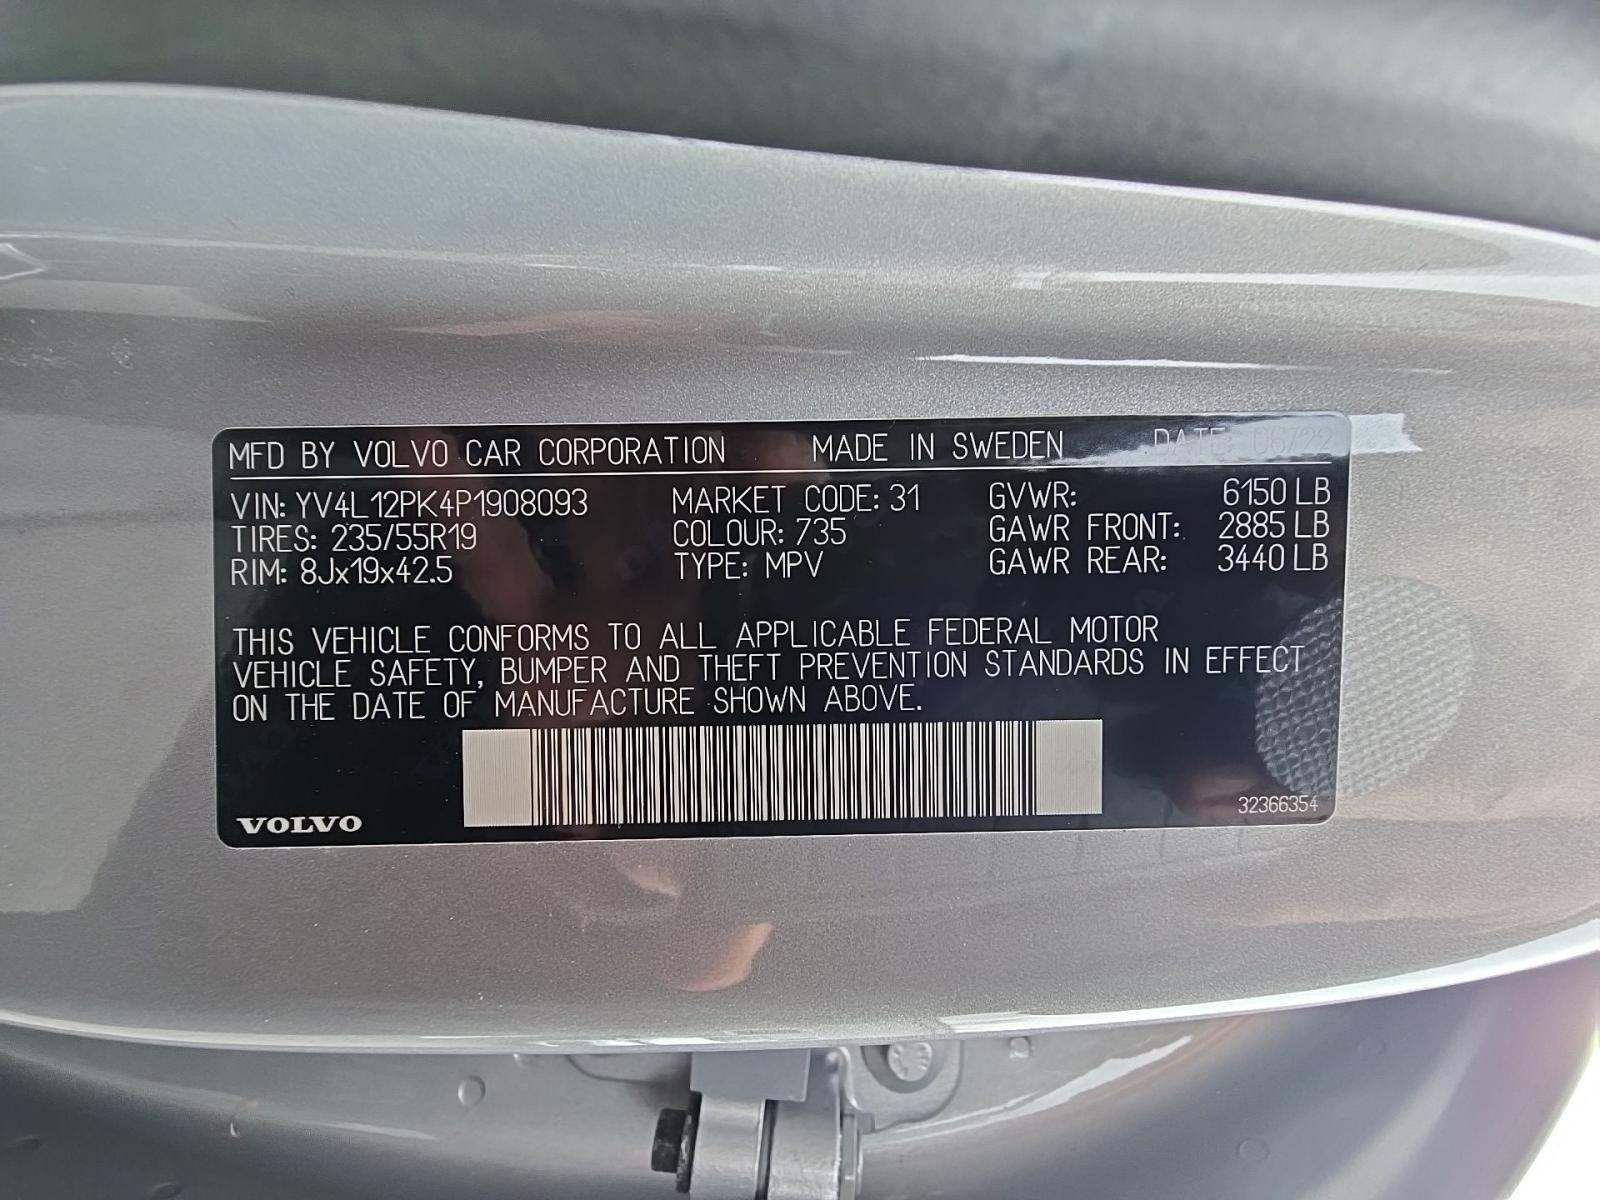 MFD BY VOLVO CAR CORPORATION MADE IN SWEDEN DATE: 06/22
VIN: YV4L12PK4P1908093 MARKET CODE: 31 GVWR: 6150 LB
TIRES: 235/55R19 COLOUR: 735 GAWR FRONT: 2885 LB
RIM: 8Jx19x42.5 TYPE: MPV GAWR REAR: 3440 LB
THIS VEHICLE CONFORMS TO ALL APPLICABLE FEDERAL MOTOR
VEHICLE SAFETY, BUMPER AND THEFT PREVENTION STANDARDS IN EFFECT
ON THE DATE OF MANUFACTURE SHOWN ABOVE.
VOLVO 32366354